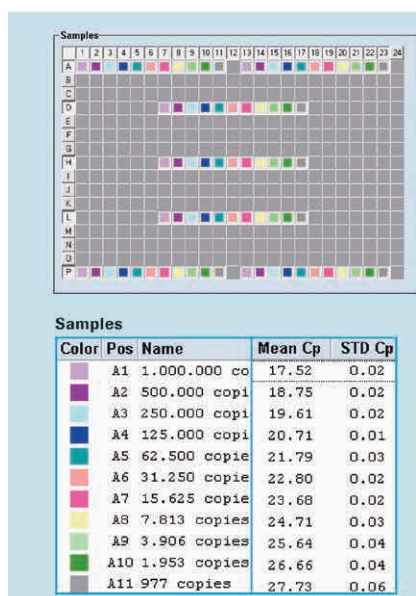 Samples
1 2 3 4 5 6 7 8 9 10 11 12 13 14 15 16 17 18 19 20 21 22 23 24
A
B
C
D
E
F
G
H
I
J
K
L
M
N
O
P
Samples
Color Pos Name Mean Cp STD Cp
A1 1.000.000 co 17.52 0.02
A2 500.000 copi 18.75 0.02
A3 250.000 copi 19.61 0.02
A4 125.000 copi 20.71 0.01
A5 62.500 copie 21.79 0.03
A6 31.250 copie 22.80 0.02
A7 15.625 copie 23.68 0.02
A8 7.813 copies 24.71 0.03
A9 3.906 copies 25.64 0.04
A10 1.953 copies 26.66 0.04
A11 977 copies 27.73 0.06